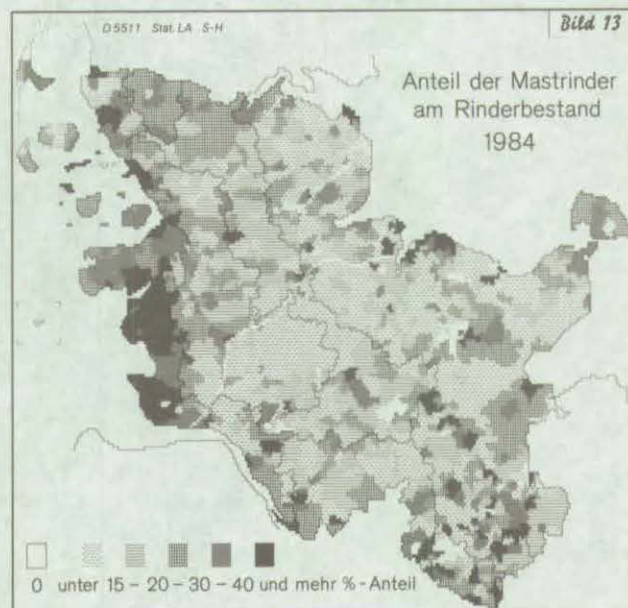 D 5511 Stat. LA S-H
Bild 13
Anteil der Mastrinder
am Rinderbestand
1984
0 unter 15 – 20 – 30 – 40 und mehr % - Anteil